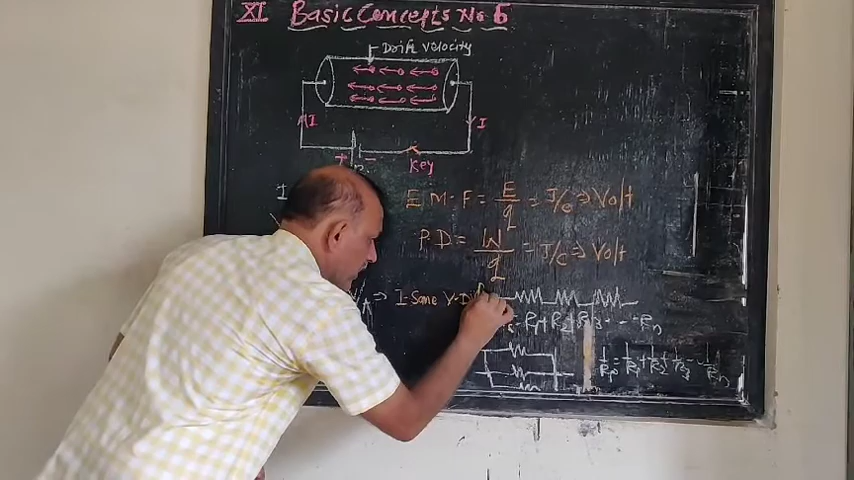 XI Basic Concepts No 6
Drift velocity
I
I
+ -
Key
E M.F = E/q = J/c => Volt
P.D = W/q = J/c => Volt
=> I-Same V-D
R1+R2+R3 - - - Rn
1/Rp = 1/R1 + 1/R2 + 1/R3 - - 1/Rn